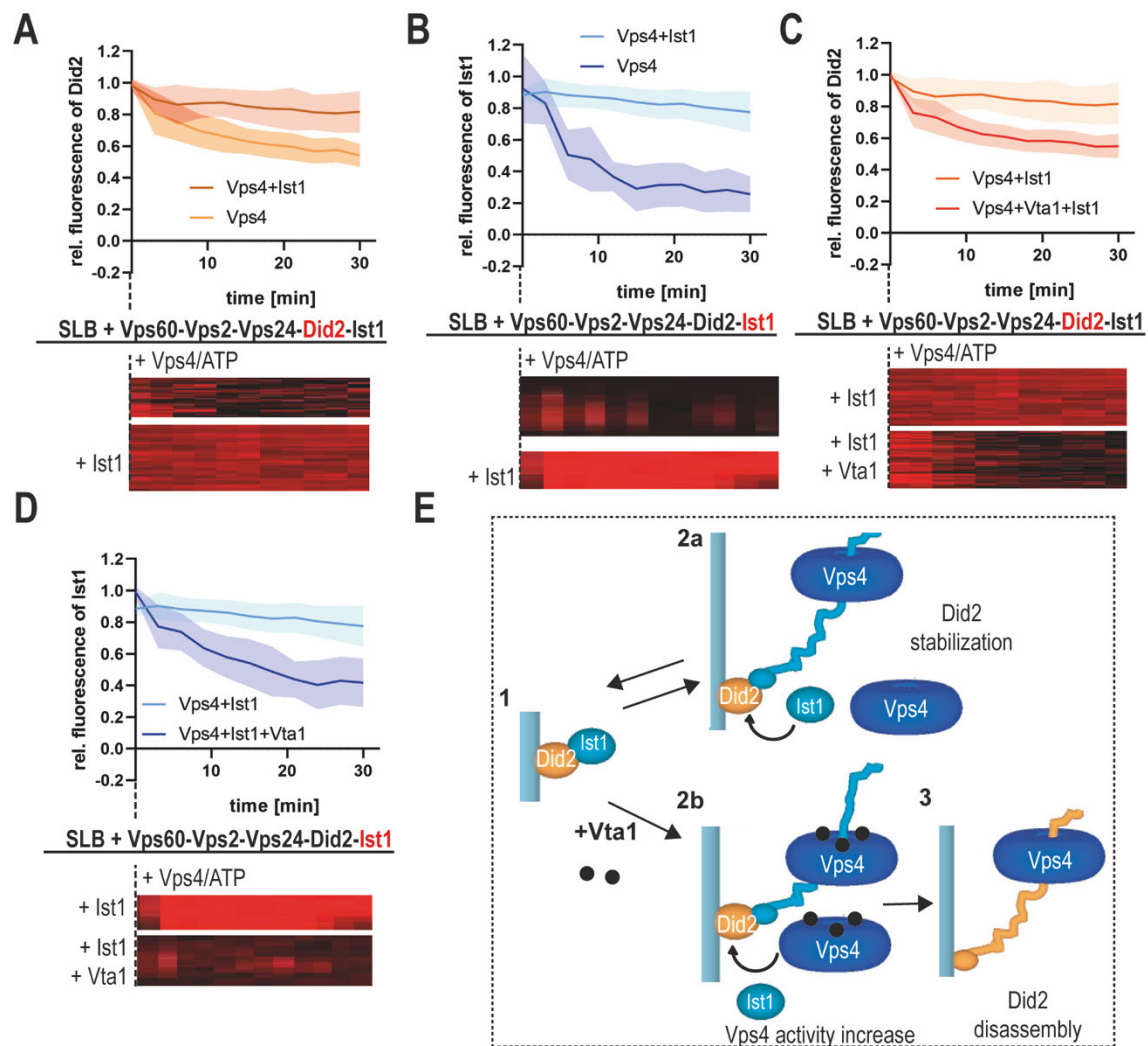 A
rel. fluorescence of Did2
1.2
1.0
0.8
0.6
0.4
0.2
0.0
-0.2
Vps4+Ist1
Vps4
10
20
30
time [min]
SLB + Vps60-Vps2-Vps24-Did2-Ist1
+ Vps4/ATP
+ Ist1
B
rel. fluorescence of Ist1
1.2
1.0
0.8
0.6
0.4
0.2
0.0
-0.2
Vps4+Ist1
Vps4
10
20
30
time [min]
SLB + Vps60-Vps2-Vps24-Did2-Ist1
+ Vps4/ATP
+ Ist1
C
rel. fluorescence of Did2
1.2
1.0
0.8
0.6
0.4
0.2
0.0
-0.2
Vps4+Ist1
Vps4+Vta1+Ist1
10
20
30
time [min]
SLB + Vps60-Vps2-Vps24-Did2-Ist1
+ Vps4/ATP
+ Ist1
+ Ist1
+ Vta1
D
rel. fluorescence of Ist1
1.2
1.0
0.8
0.6
0.4
0.2
0.0
-0.2
Vps4+Ist1
Vps4+Ist1+Vta1
10
20
30
time [min]
SLB + Vps60-Vps2-Vps24-Did2-Ist1
+ Vps4/ATP
+ Ist1
+ Ist1
+ Vta1
E
2a
Vps4
Did2
stabilization
Did2
Ist1
Vps4
1
Did2
Ist1
+Vta1
2b
Vps4
Did2
Vps4
Ist1
Vps4 activity increase
3
Vps4
Did2
disassembly